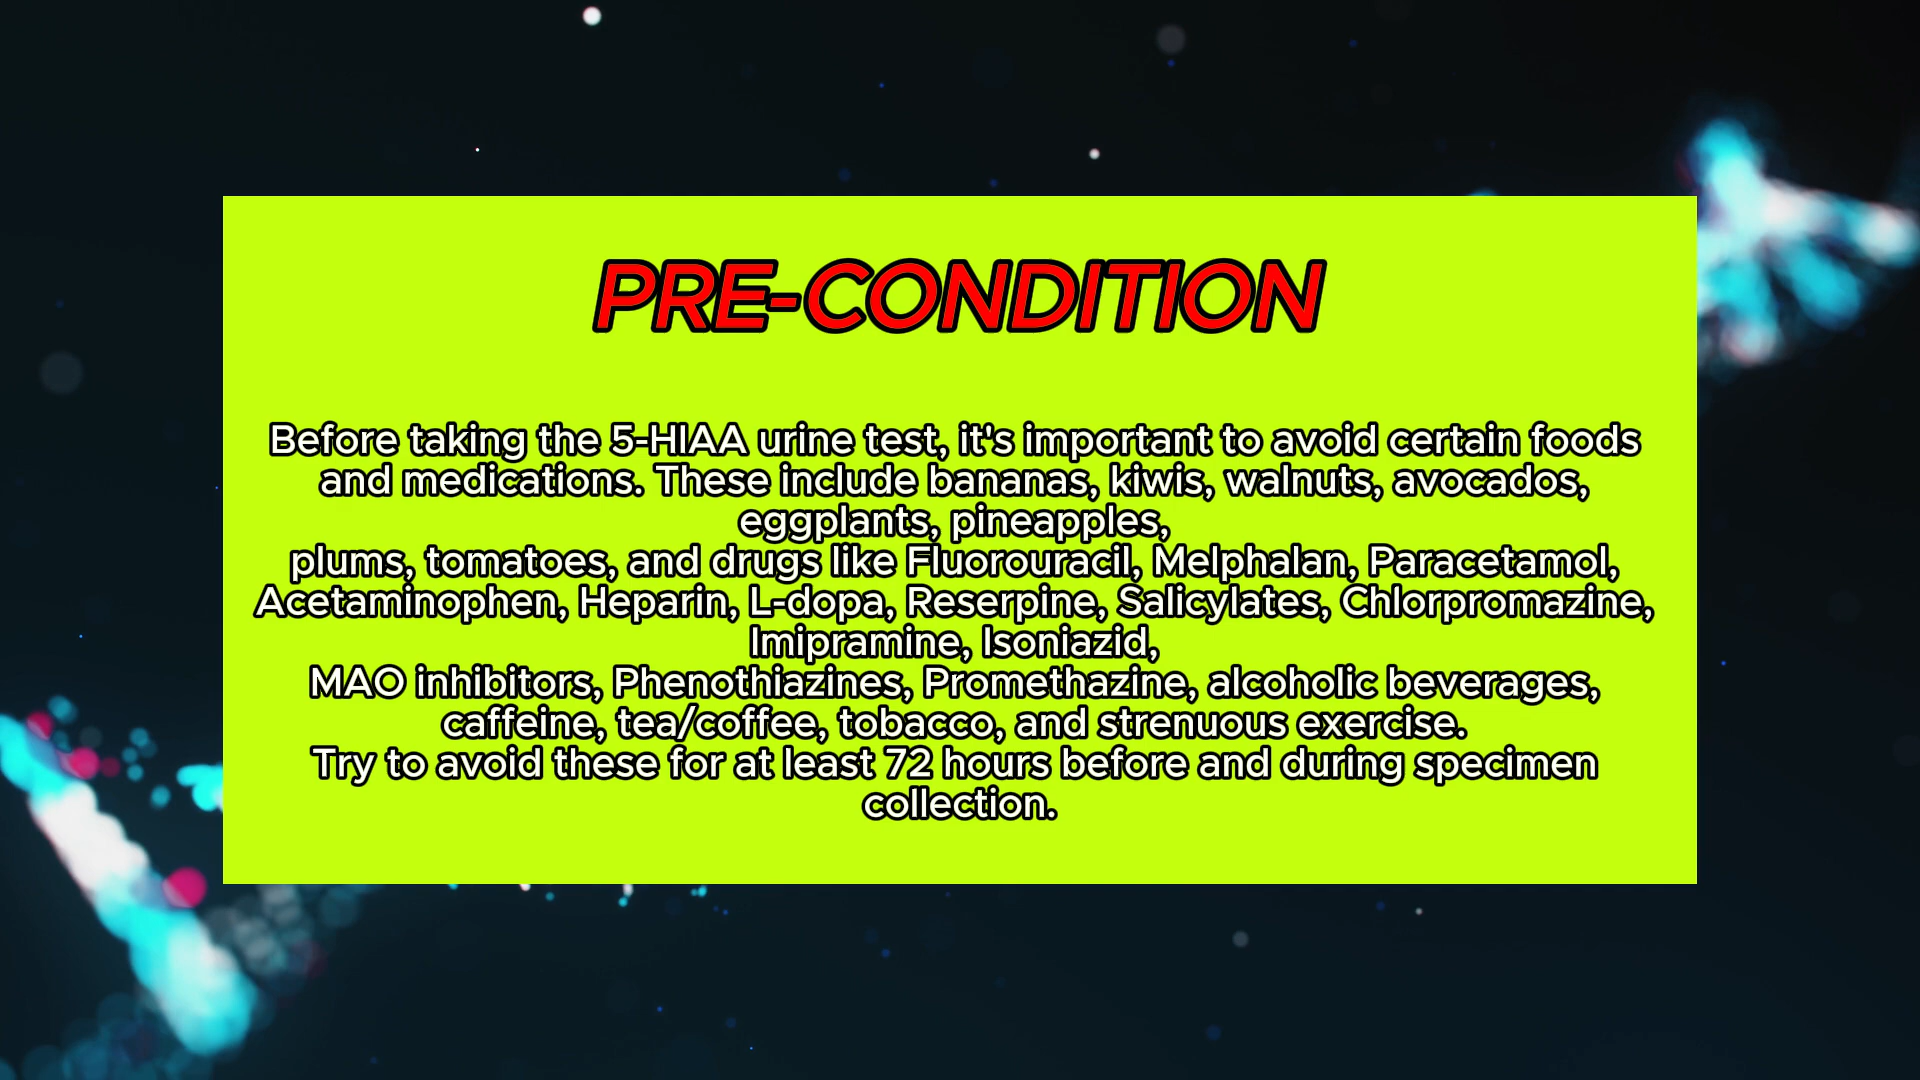 PRE-CONDITION
Before taking the 5-HIAA urine test, it's important to avoid certain foods
and medications. These include bananas, kiwis, walnuts, avocados,
eggplants, pineapples,
plums, tomatoes, and drugs like Fluorouracil, Melphalan, Paracetamol,
Acetaminophen, Heparin, L-dopa, Reserpine, Salicylates, Chlorpromazine,
Imipramine, Isoniazid,
MAO inhibitors, Phenothiazines, Promethazine, alcoholic beverages,
caffeine, tea/coffee, tobacco, and strenuous exercise.
Try to avoid these for at least 72 hours before and during specimen
collection.